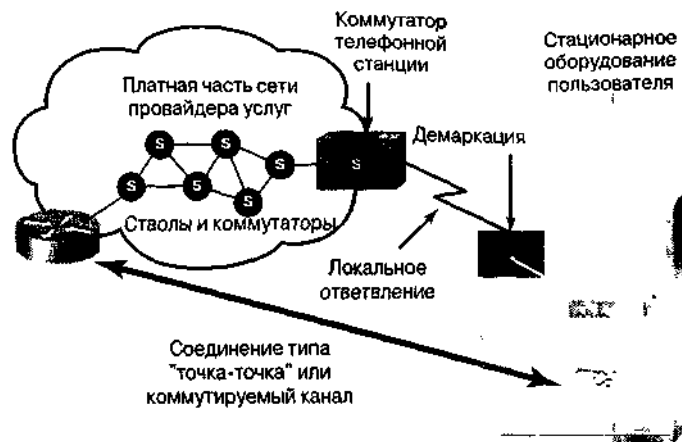 Коммутатор
телефонной
станции
Стационарное
оборудование
пользователя
Платная часть сети
провайдера услуг
Демаркация
S
S
S
S
S
5
S
Стволы и коммутаторы
Локальное
ответвление
Соединение типа
"точка-точка" или
коммутируемый канал